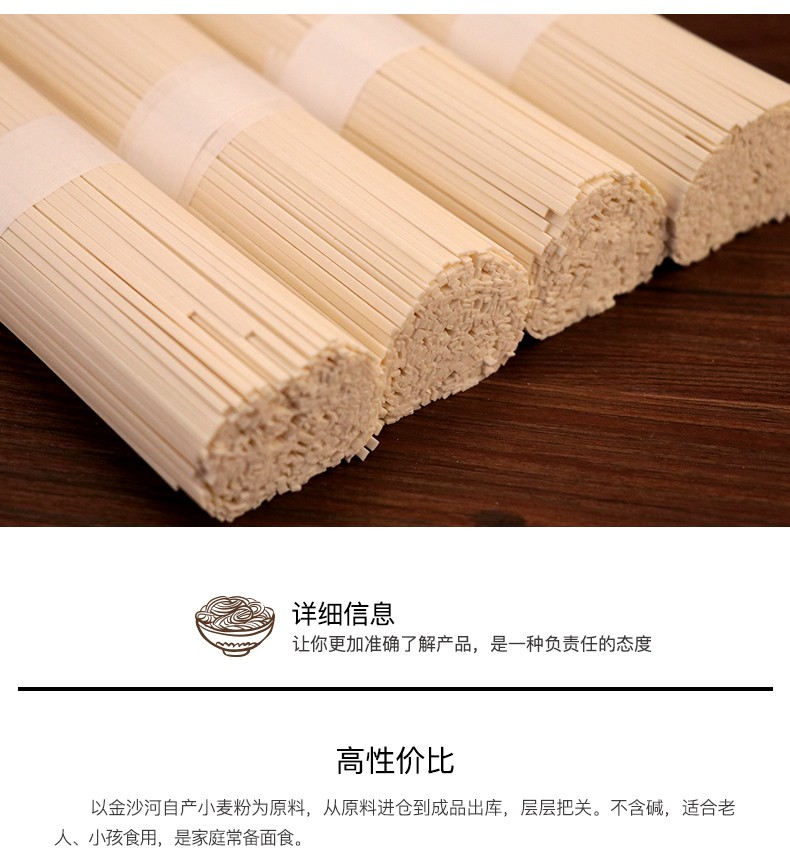 详细信息
让你更加准确了解产品，是一种负责任的态度
高性价比
以金沙河自产小麦粉为原料，从原料进仓到成品出库，层层把关。不含碱，适合老
人、小孩食用，是家庭常备面食。